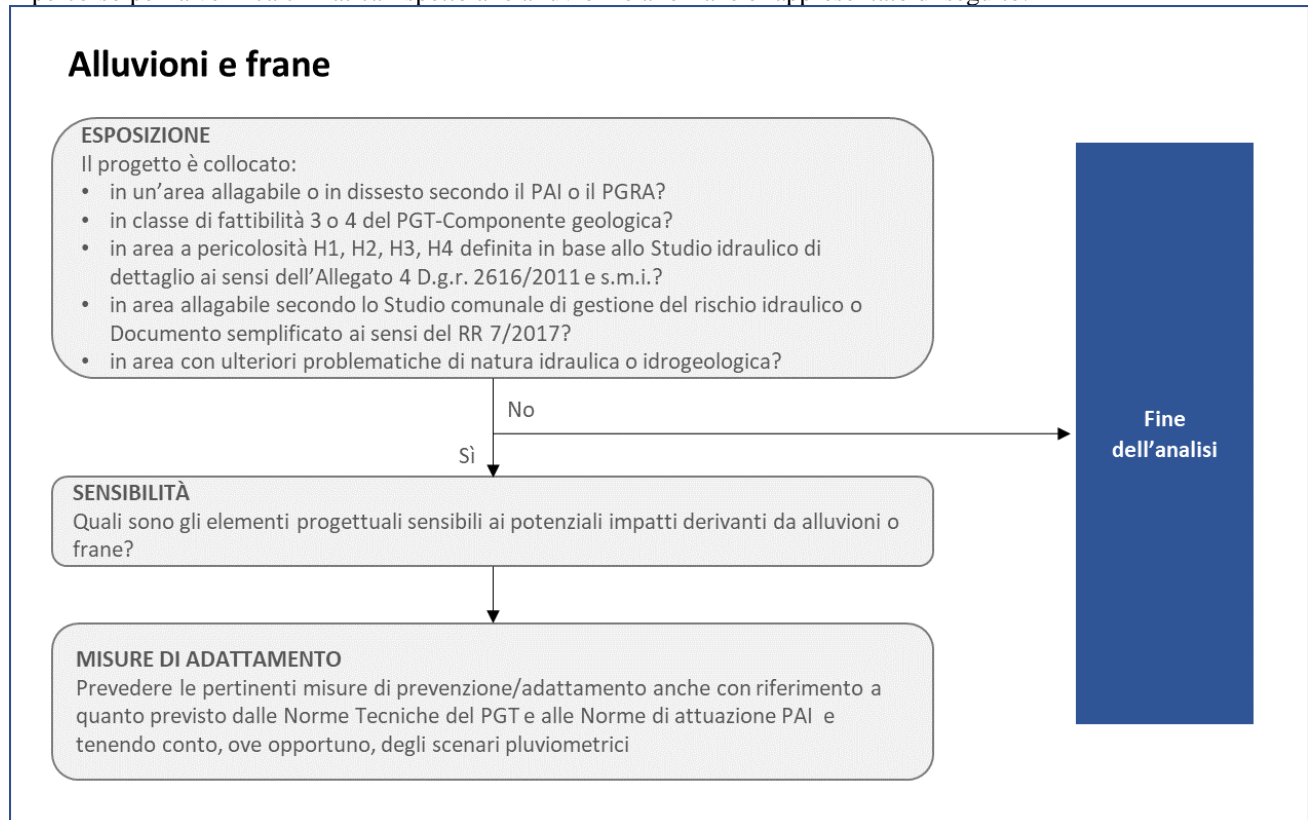 Alluvioni e frane
ESPOSIZIONE
Il progetto è collocato:
• in un'area allagabile o in dissesto secondo il PAI o il PGRA?
• in classe di fattibilità 3 o 4 del PGT-Componente geologica?
• in area a pericolosità H1, H2, H3, H4 definita in base allo Studio idraulico di
dettaglio ai sensi dell'Allegato 4 D.g.r. 2616/2011 e s.m.i.?
• in area allagabile secondo lo Studio comunale di gestione del rischio idraulico o
Documento semplificato ai sensi del RR 7/2017?
• in area con ulteriori problematiche di natura idraulica o idrogeologica?
No
Sì
Fine
dell'analisi
SENSIBILITÀ
Quali sono gli elementi progettuali sensibili ai potenziali impatti derivanti da alluvioni o
frane?
MISURE DI ADATTAMENTO
Prevedere le pertinenti misure di prevenzione/adattamento anche con riferimento a
quanto previsto dalle Norme Tecniche del PGT e alle Norme di attuazione PAI e
tenendo conto, ove opportuno, degli scenari pluviometrici